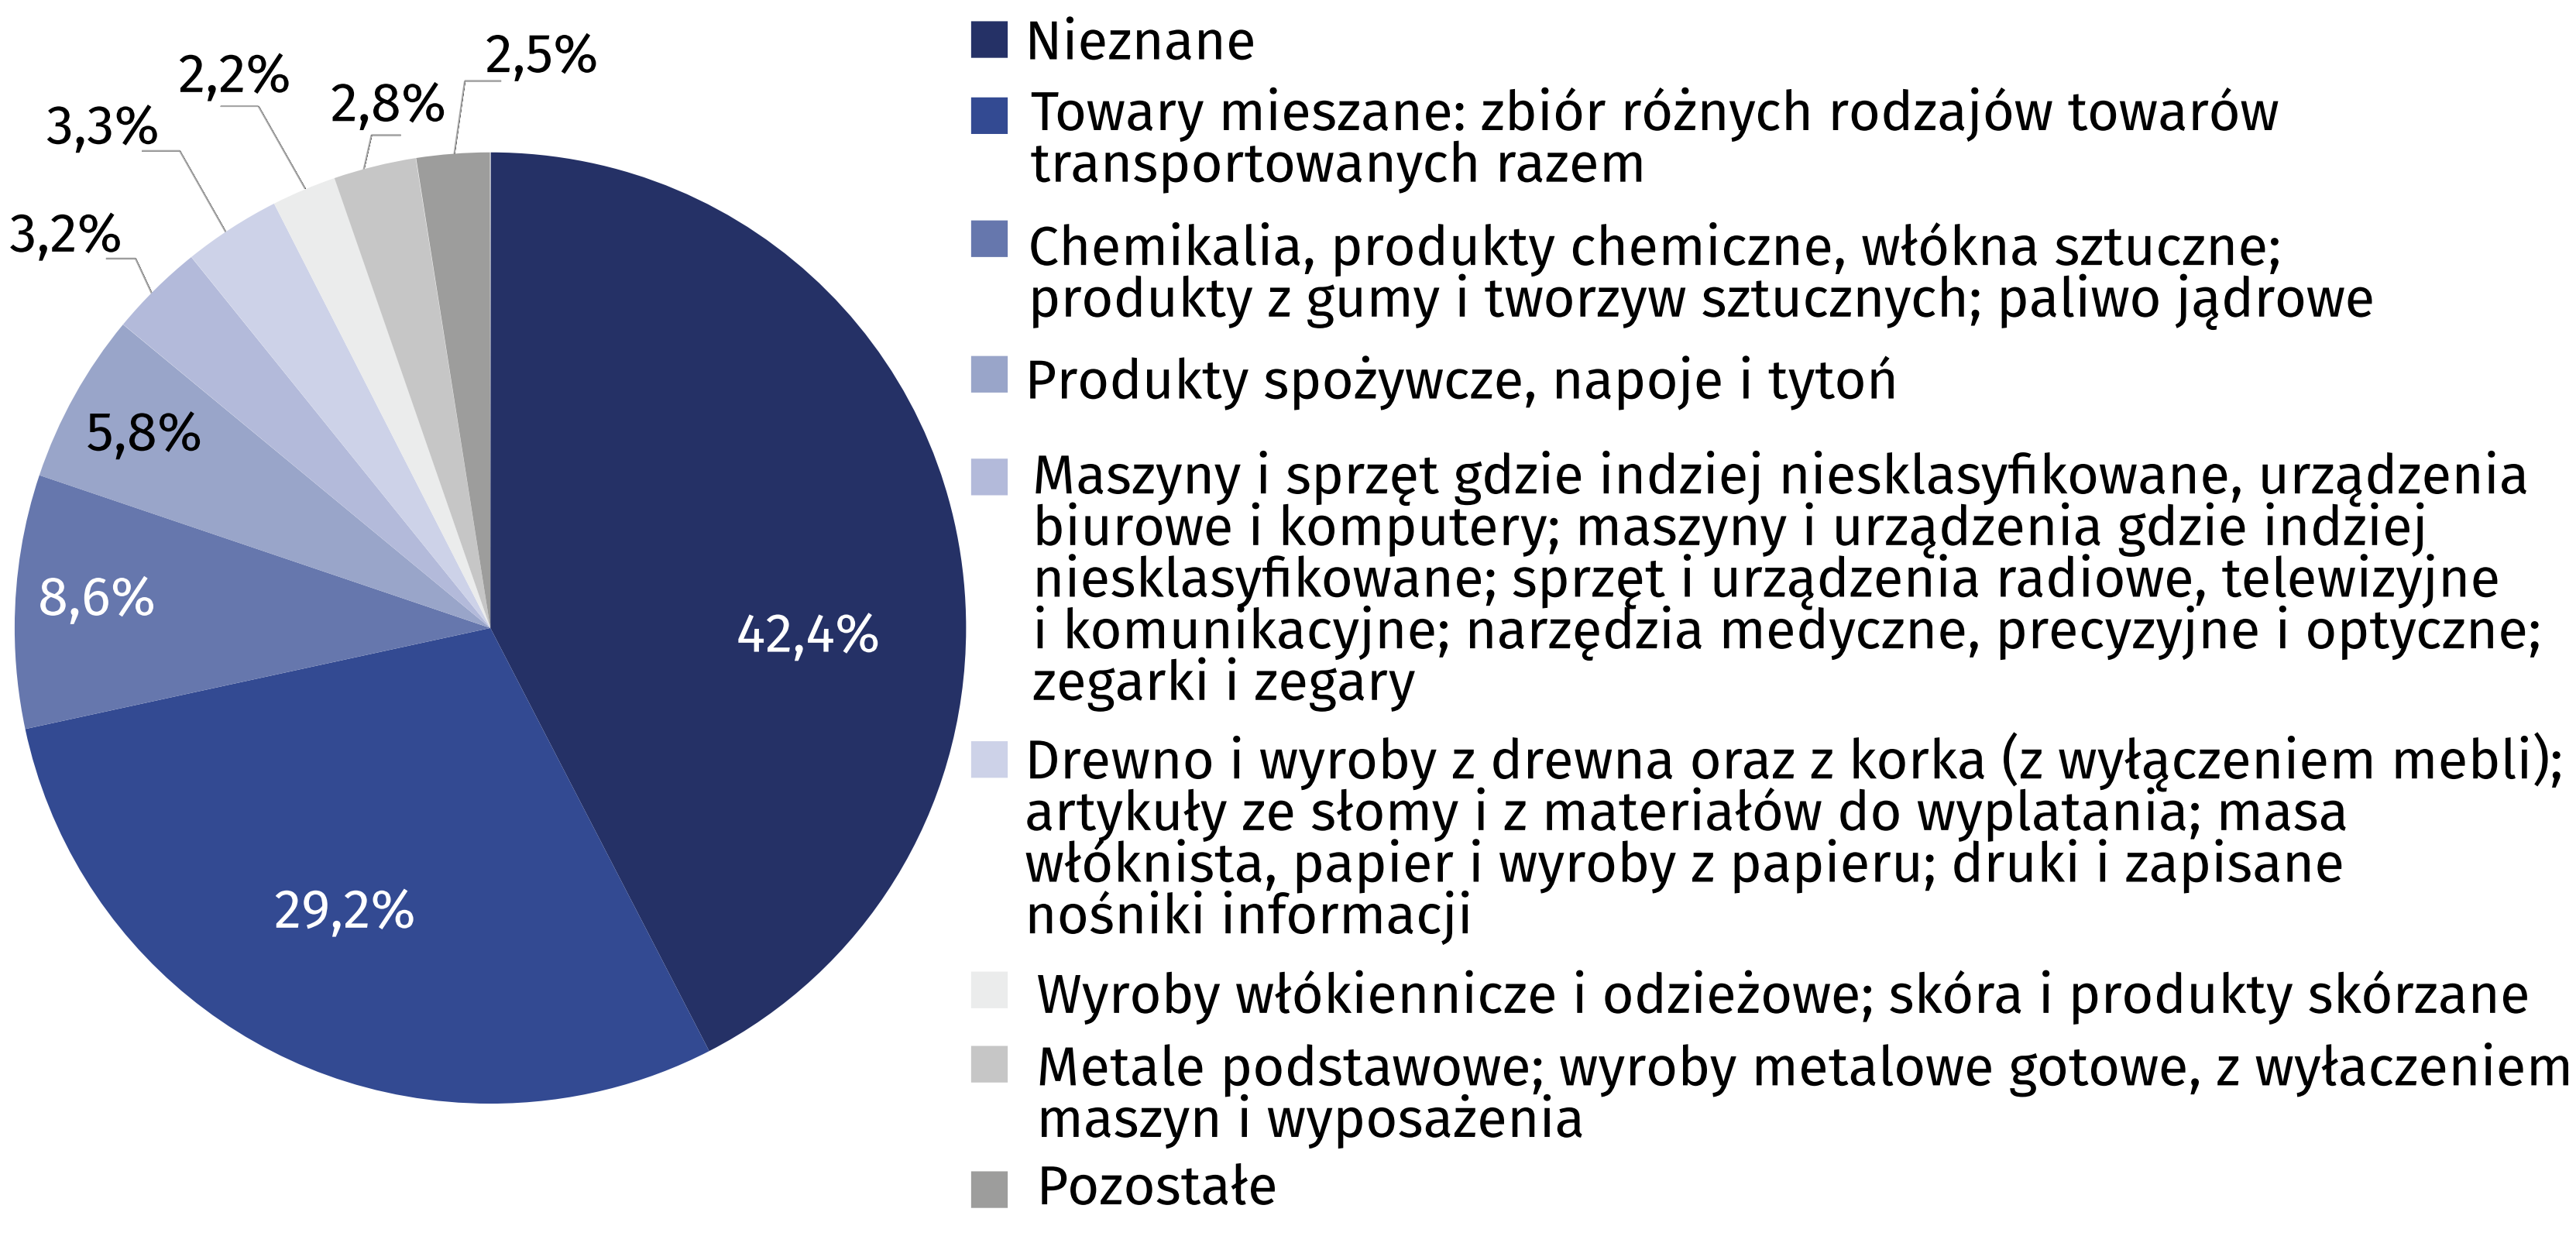 2,5%
2,2%
2,8%
3,3%
3,2%
5,8%
8,6%
42,4%
29,2%
Nieznane
Towary mieszane: zbiór różnych rodzajów towarów
transportowanych razem
Chemikalia, produkty chemiczne, włókna sztuczne;
produkty z gumy i tworzyw sztucznych; paliwo jądrowe
Produkty spożywcze, napoje i tytoń
Maszyny i sprzęt gdzie indziej niesklasyfikowane, urządzenia
biurowe i komputery; maszyny i urządzenia gdzie indziej
niesklasyfikowane; sprzęt i urządzenia radiowe, telewizyjne
i komunikacyjne; narzędzia medyczne, precyzyjne i optyczne;
zegarki i zegary
Drewno i wyroby z drewna oraz z korka (z wyłączeniem mebli);
artykuły ze słomy i z materiałów do wyplatania; masa
włóknista, papier i wyroby z papieru; druki i zapisane
nośniki informacji
Wyroby włókiennicze i odzieżowe; skóra i produkty skórzane
Metale podstawowe; wyroby metalowe gotowe, z wyłaczeniem
maszyn i wyposażenia
Pozostałe